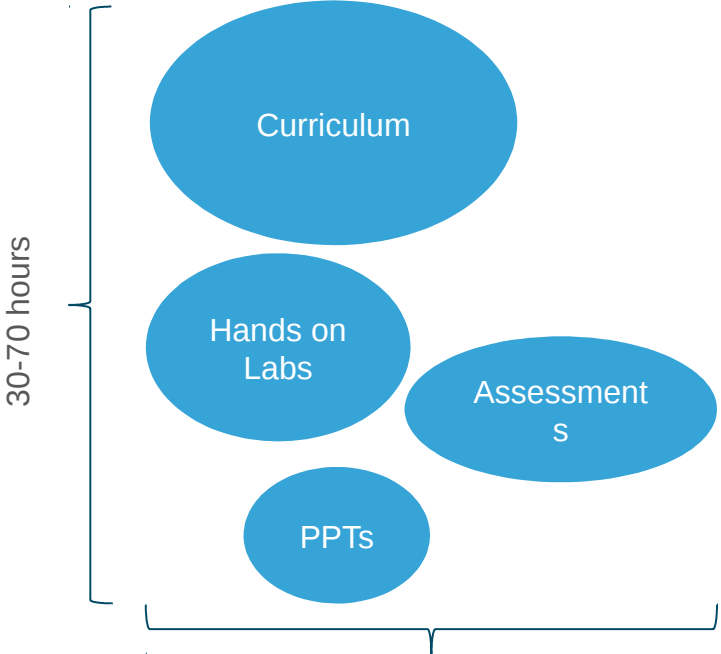 Curriculum
30-70 hours
Hands on
Labs
Assessment
s
PPTs